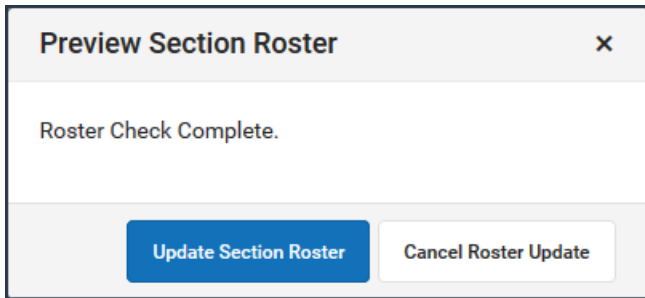 Preview Section Roster ×
Roster Check Complete.
Update Section Roster Cancel Roster Update